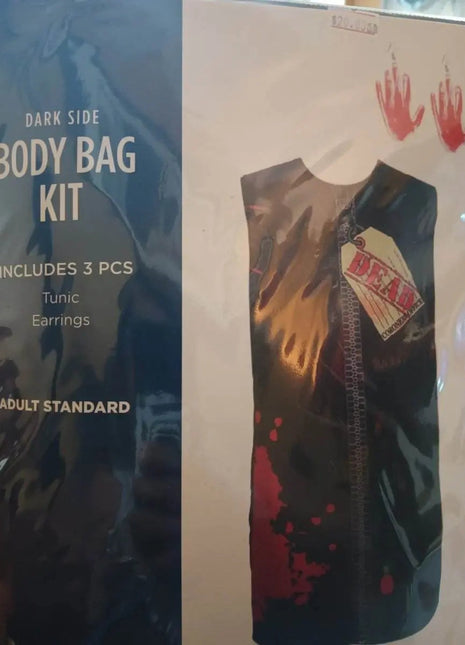 DARK SIDE
BODY BAG
KIT
INCLUDES 3 PCS
Tunic
Earrings
ADULT STANDARD
DEAD